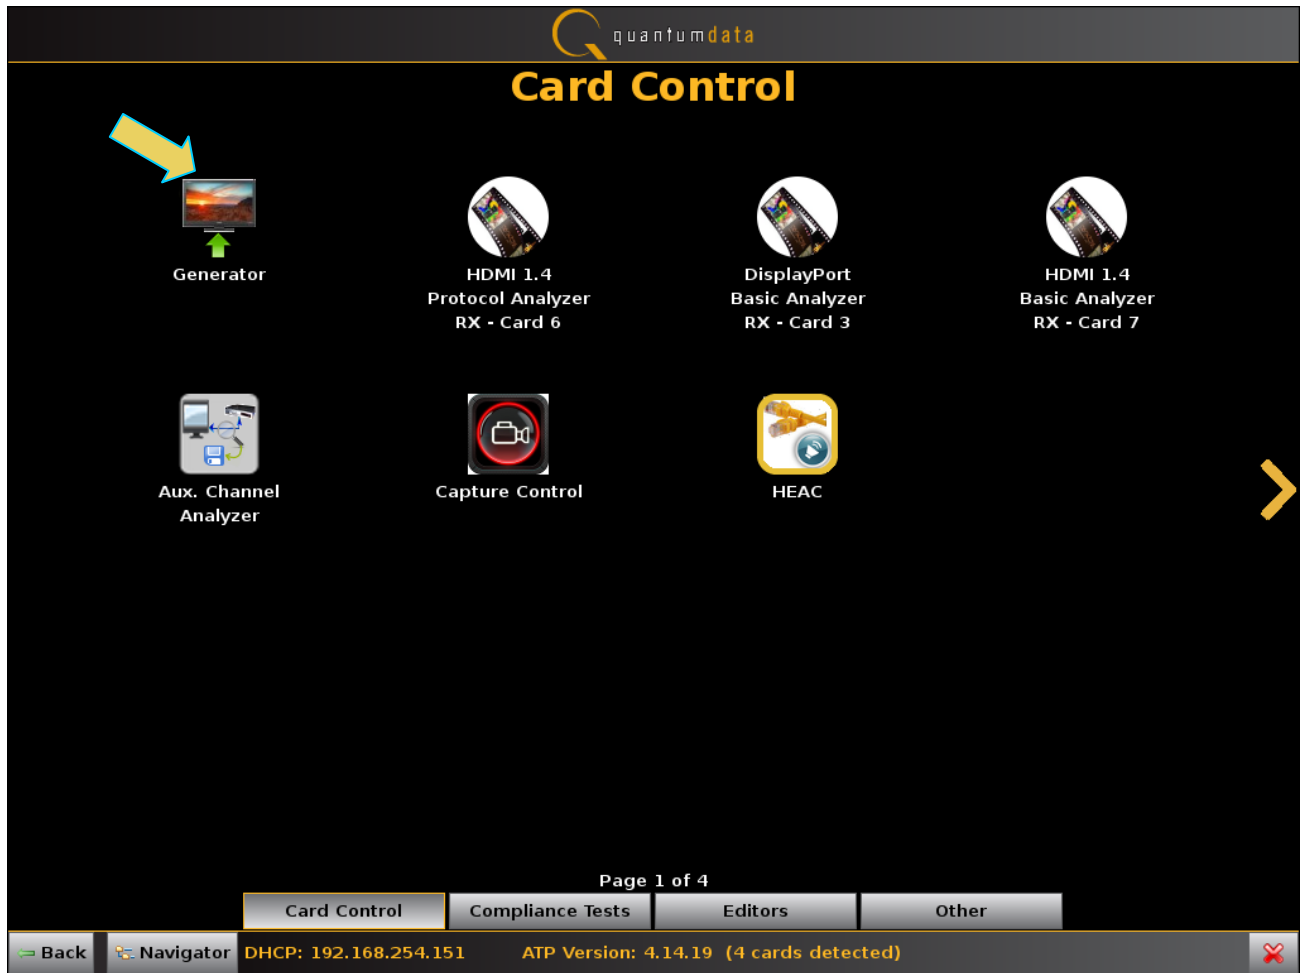 quantumdata
Card Control
Generator
HDMI 1.4
Protocol Analyzer
RX - Card 6
DisplayPort
Basic Analyzer
RX - Card 3
HDMI 1.4
Basic Analyzer
RX - Card 7
Aux. Channel
Analyzer
Capture Control
HEAC
Page 1 of 4
Card Control
Compliance Tests
Editors
Other
Back
Navigator
DHCP: 192.168.254.151
ATP Version: 4.14.19 (4 cards detected)